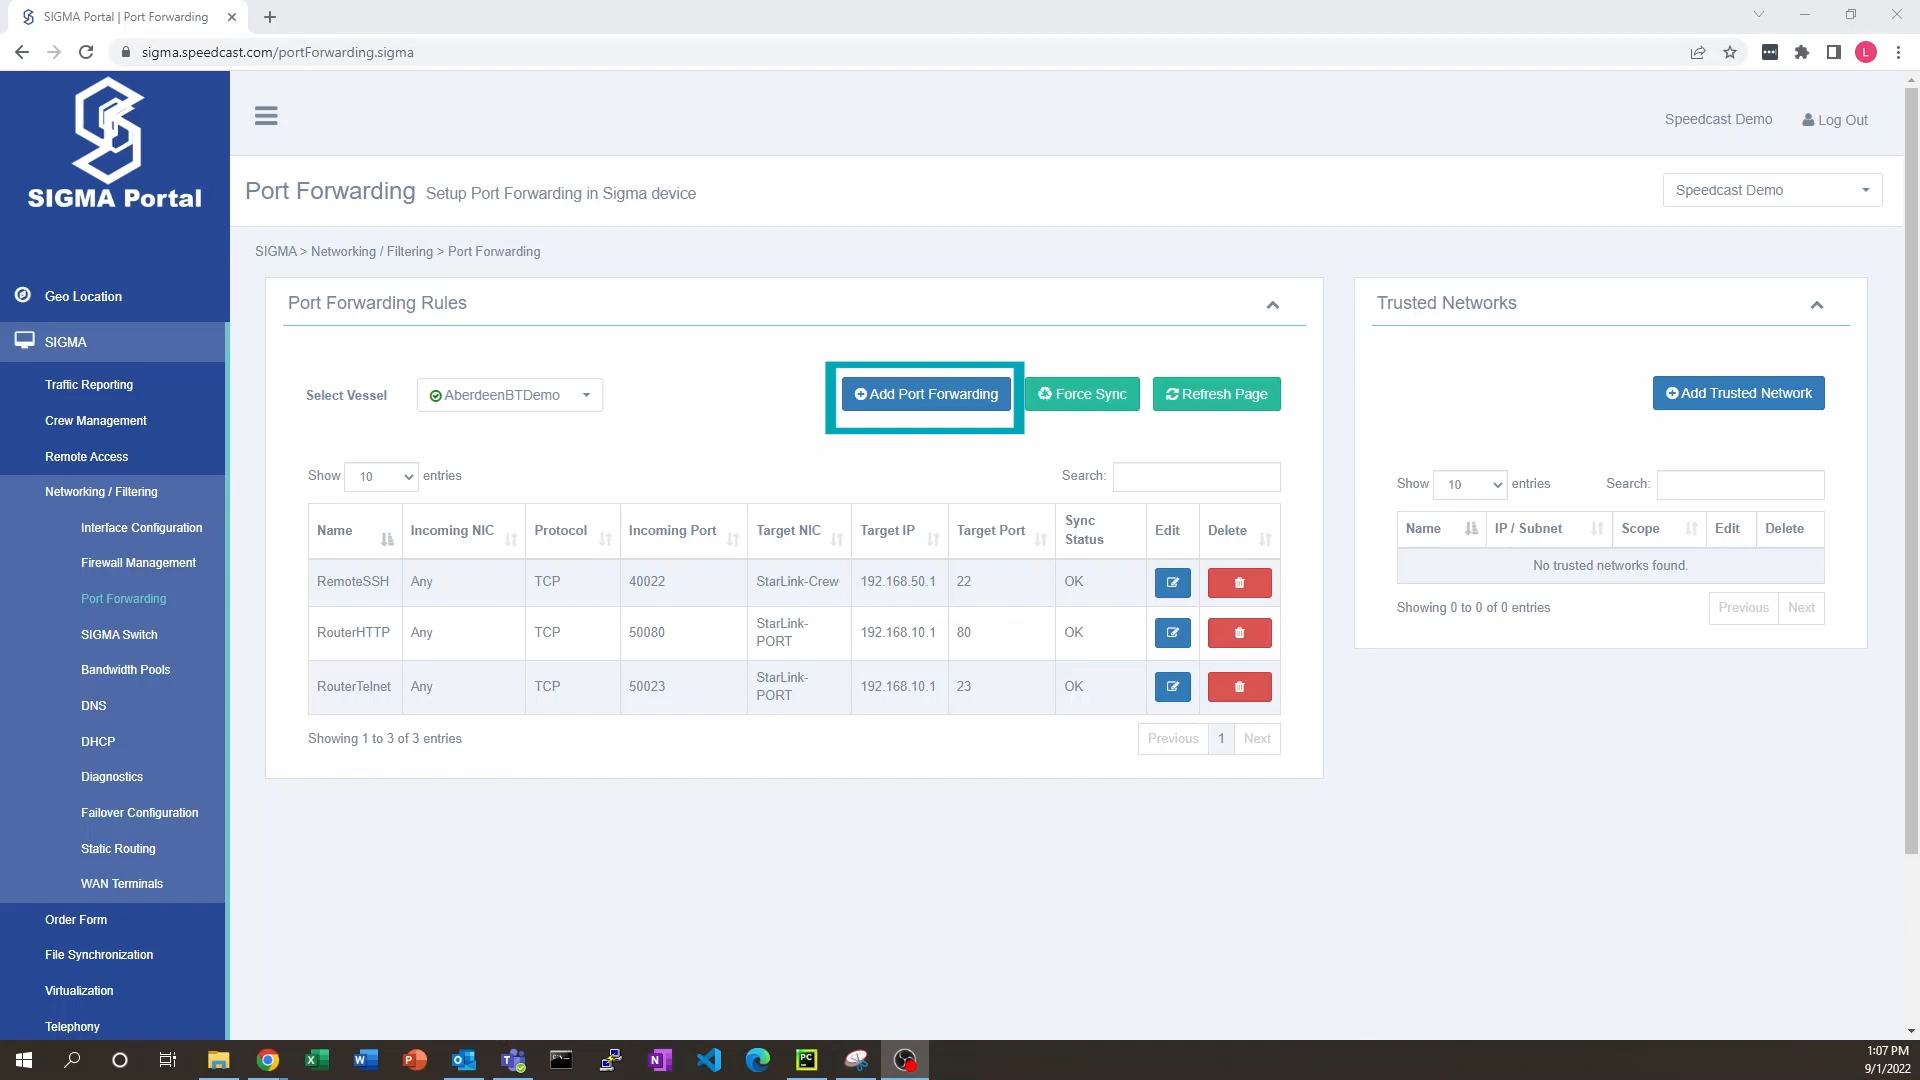 SIGMA Portal | Port Forwarding
sigma.speedcast.com/portForwarding.sigma
L
SIGMA Portal
Geo Location
SIGMA
Traffic Reporting
Crew Management
Remote Access
Networking / Filtering
Interface Configuration
Firewall Management
Port Forwarding
SIGMA Switch
Bandwidth Pools
DNS
DHCP
Diagnostics
Failover Configuration
Static Routing
WAN Terminals
Order Form
File Synchronization
Virtualization
Telephony
Speedcast Demo Log Out
Port Forwarding Setup Port Forwarding in Sigma device
Speedcast Demo
SIGMA > Networking / Filtering > Port Forwarding
Port Forwarding Rules
Select Vessel AberdeenBTDemo Add Port Forwarding Force Sync Refresh Page
Show 10 entries Search:
Name Incoming NIC Protocol Incoming Port Target NIC Target IP Target Port Sync Status Edit Delete
RemoteSSH Any TCP 40022 StarLink-Crew 192.168.50.1 22 OK
RouterHTTP Any TCP 50080 StarLink-PORT 192.168.10.1 80 OK
RouterTelnet Any TCP 50023 StarLink-PORT 192.168.10.1 23 OK
Showing 1 to 3 of 3 entries Previous 1 Next
Trusted Networks
Add Trusted Network
Show 10 entries Search:
Name IP / Subnet Scope Edit Delete
No trusted networks found.
Showing 0 to 0 of 0 entries Previous Next
1:07 PM
9/1/2022